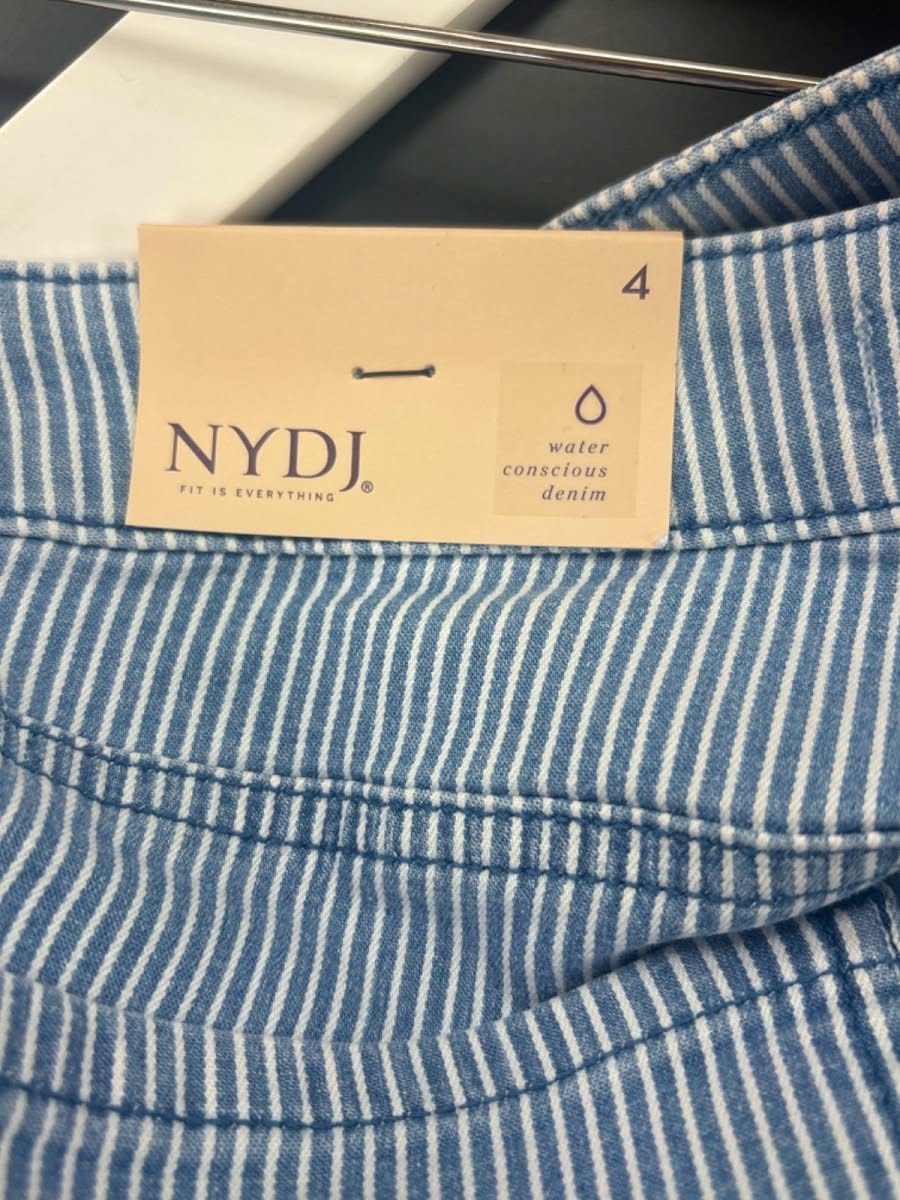 4
NYDJ®
FIT IS EVERYTHING
water
conscious
denim